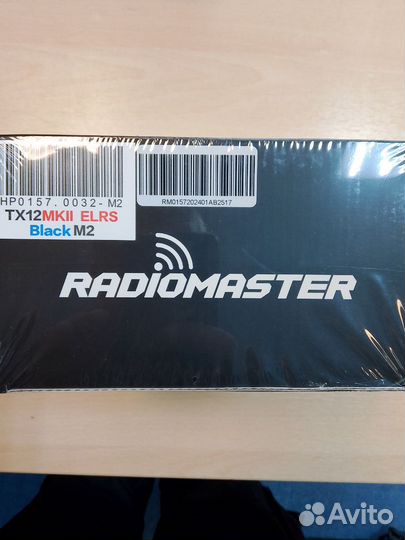 HP0157.0032-M2
TX12MKII ELRS
Black M2
RM0157202401AB2517
RADIOMASTER
Avito